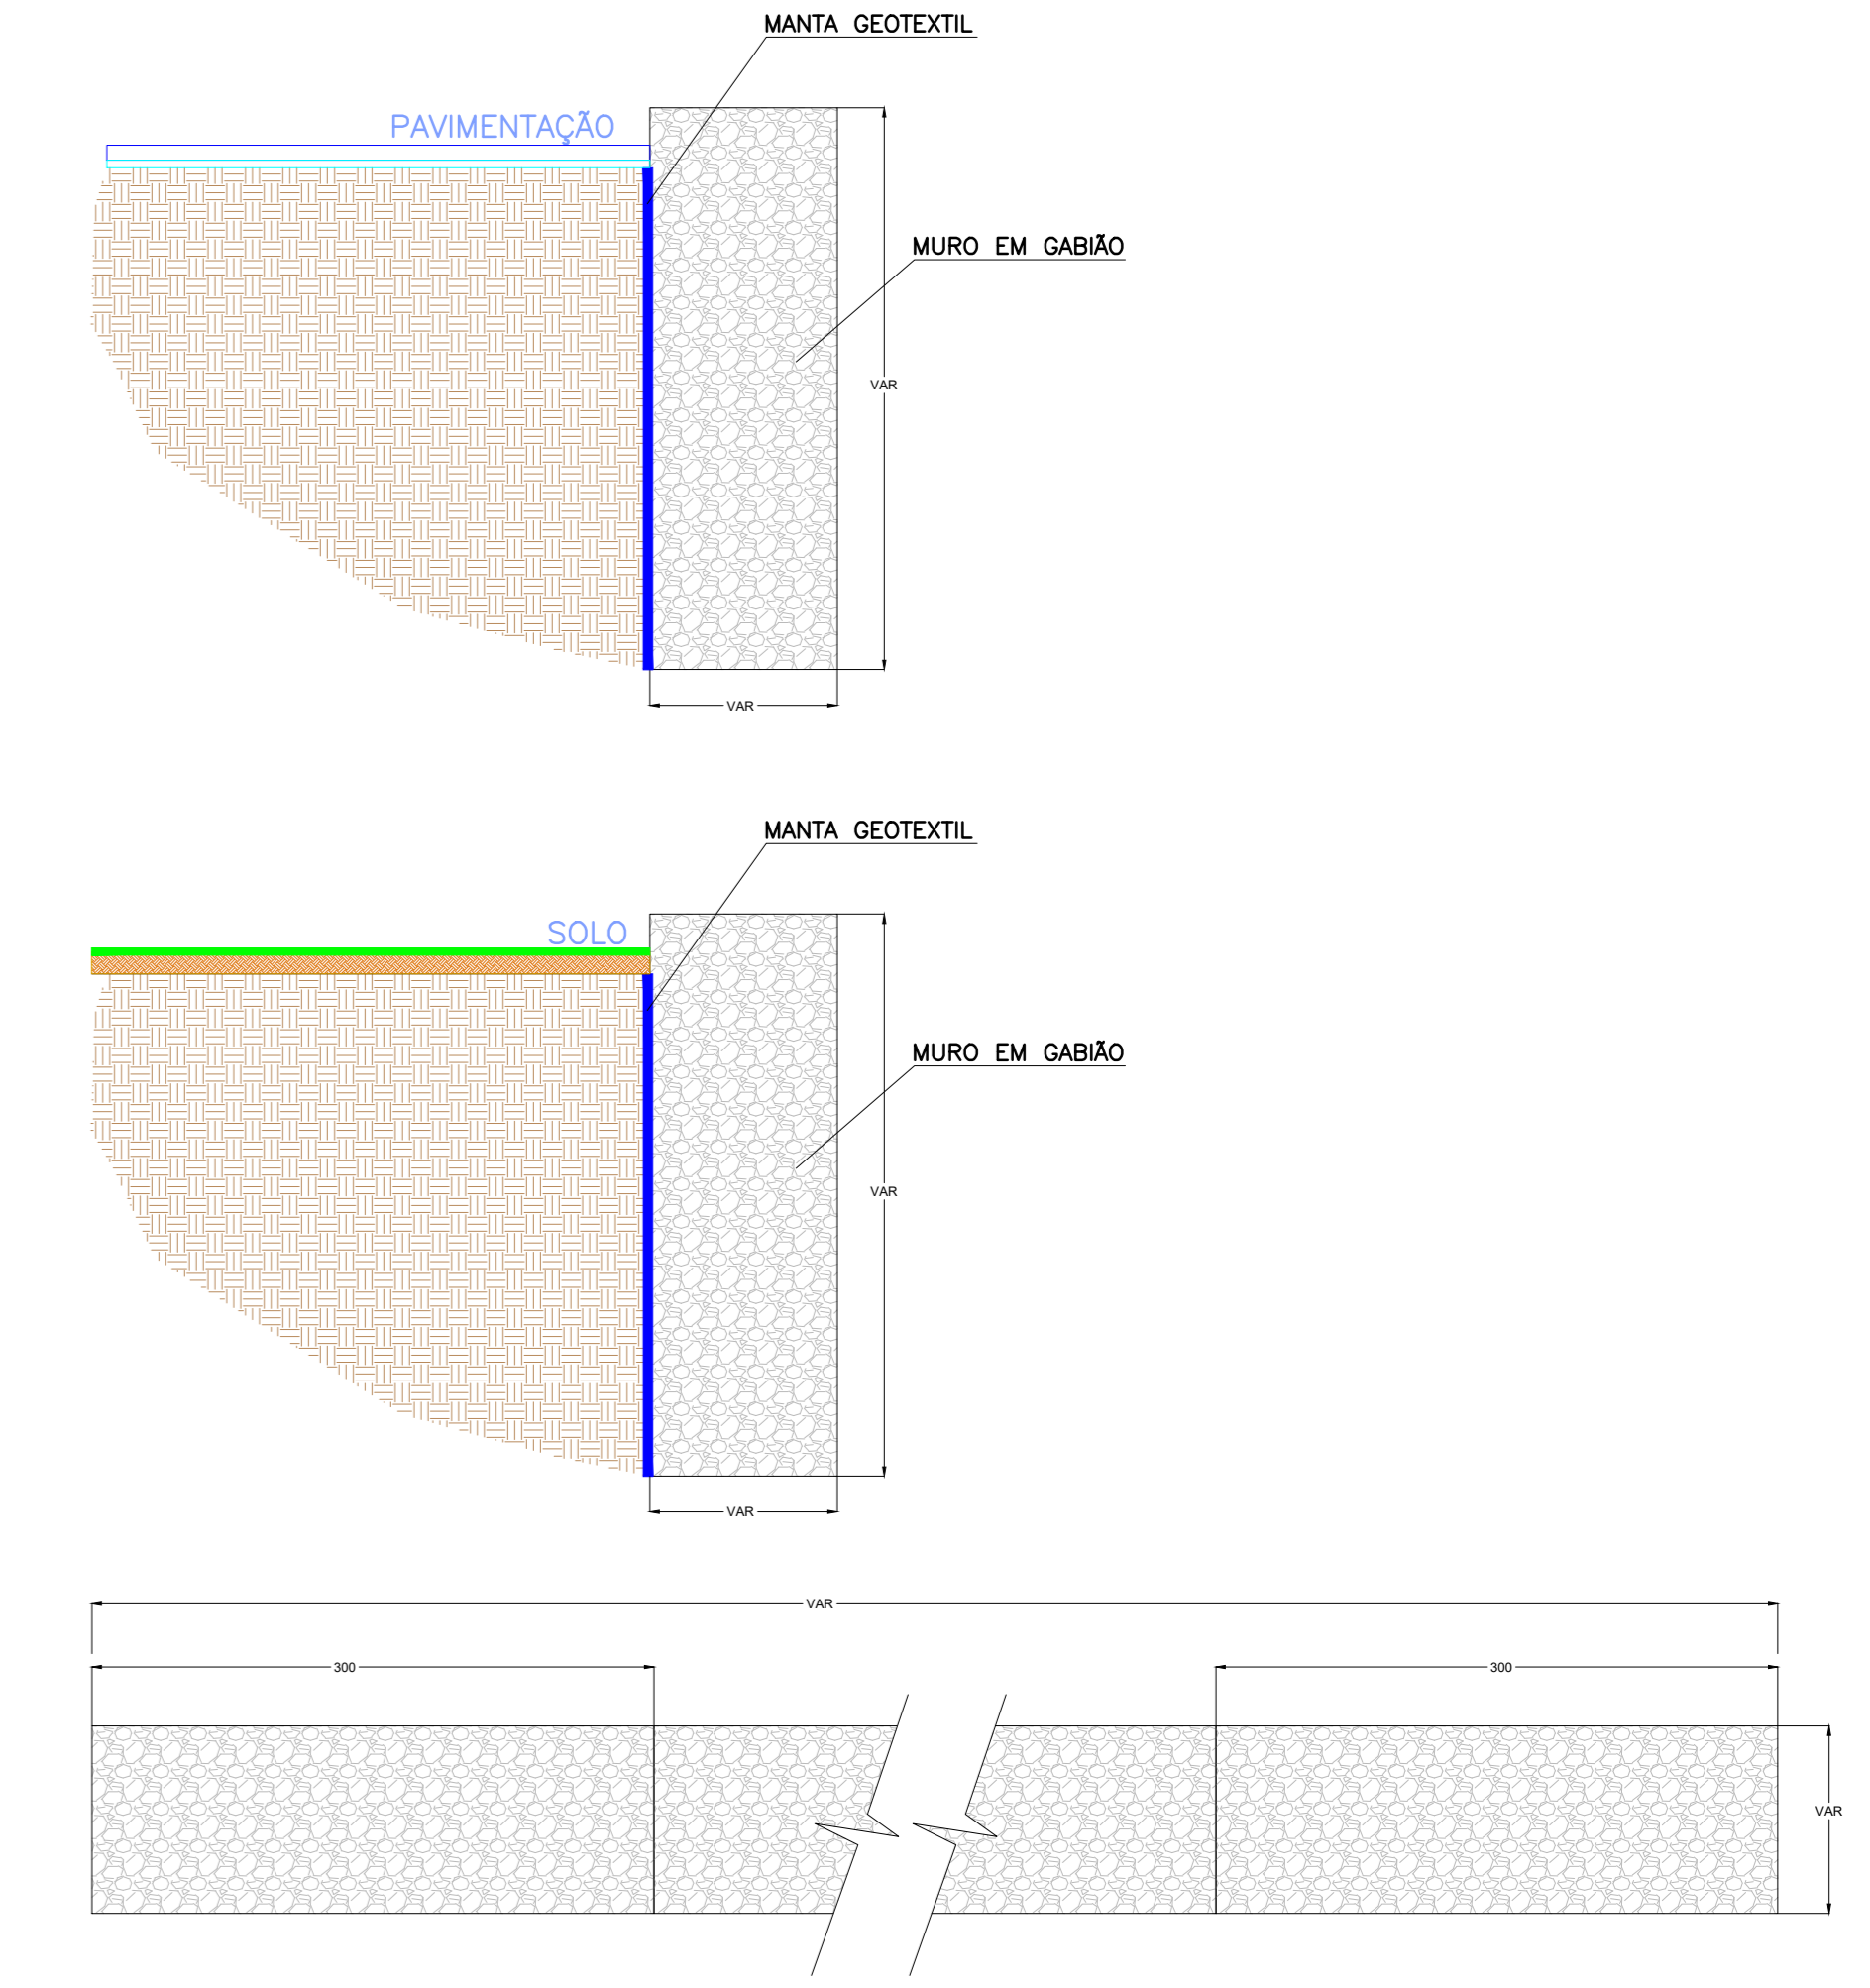 MANTA GEOTEXTIL
PAVIMENTAÇÃO
MURO EM GABIÃO
VAR
VAR
MANTA GEOTEXTIL
SOLO
MURO EM GABIÃO
VAR
VAR
VAR
300
300
VAR